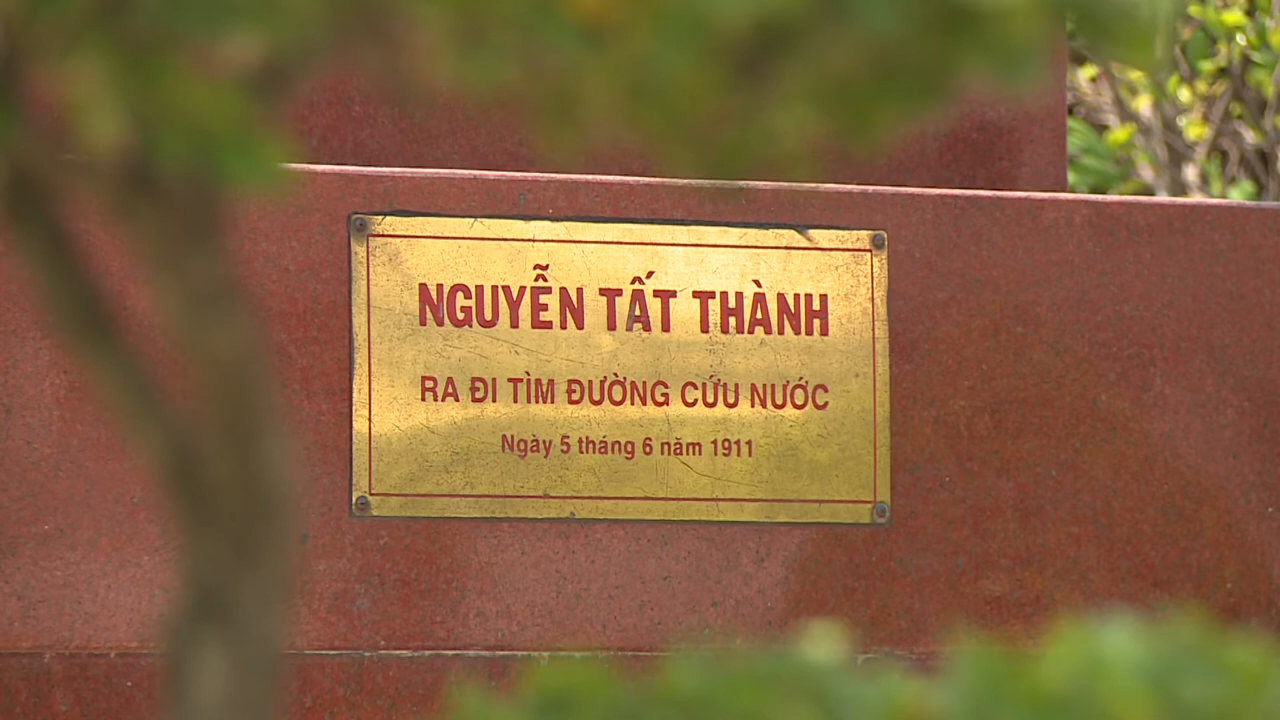 NGUYỄN TẤT THÀNH
RA ĐI TÌM ĐƯỜNG CỨU NƯỚC
Ngày 5 tháng 6 năm 1911